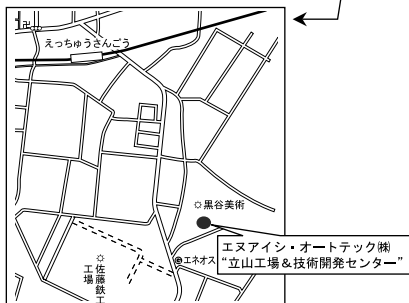 えっちゅうさんごう
黒谷美術
エヌアイシ・オートテック㈱
“立山工場＆技術開発センター”
エネオス
佐藤鉄工
工場